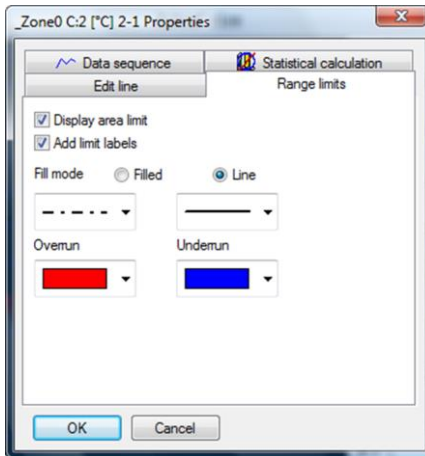 _Zone0 C:2 [°C] 2-1 Properties
Data sequence
Statistical calculation
Edit line
Range limits
Display area limit
Add limit labels
Fill mode Filled Line
Overrun Underrun
OK Cancel